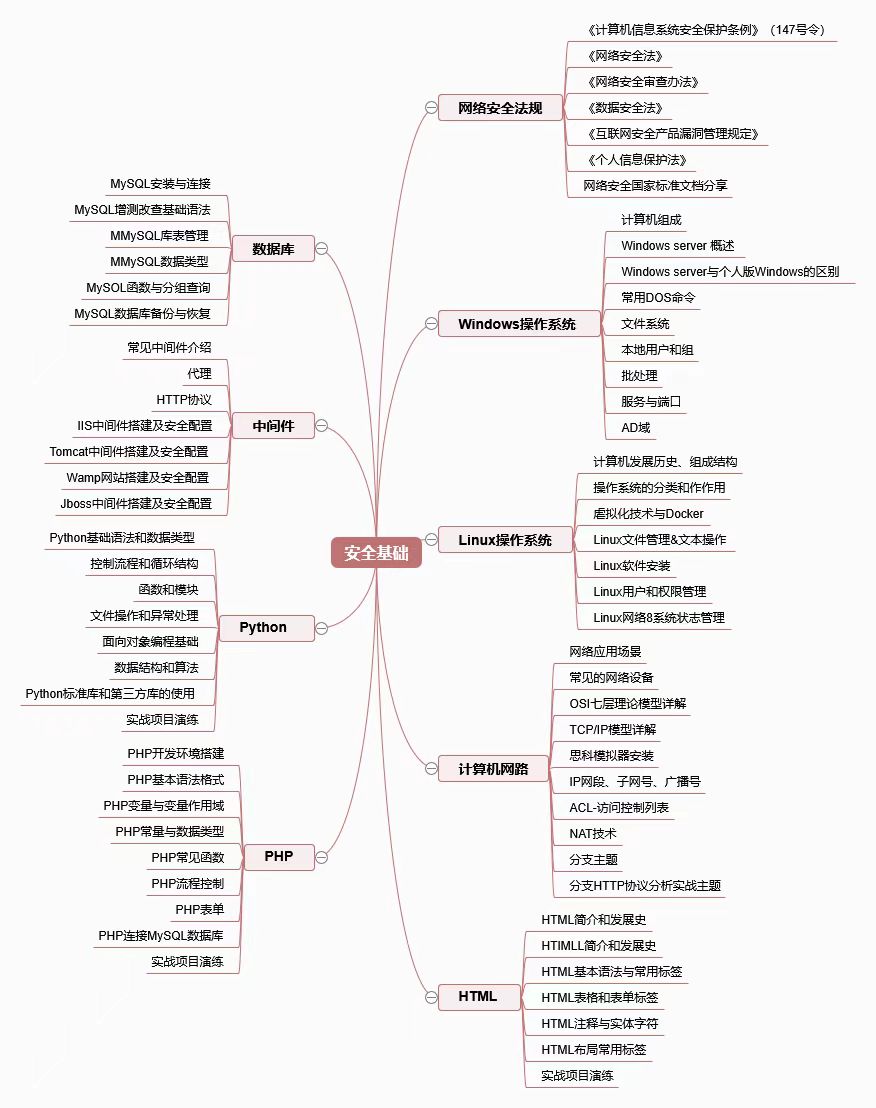 安全基础
网络安全法规
《计算机信息系统安全保护条例》（147号令）
《网络安全法》
《网络安全审查办法》
《数据安全法》
《互联网安全产品漏洞管理规定》
《个人信息保护法》
网络安全国家标准文档分享
Windows操作系统
计算机组成
Windows server 概述
Windows server与个人版Windows的区别
常用DOS命令
文件系统
本地用户和组
批处理
服务与端口
AD域
Linux操作系统
计算机发展历史、组成结构
操作系统的分类和作作用
虐拟化技术与Docker
Linux文件管理&文本操作
Linux软件安装
Linux用户和权限管理
Linux网络8系统状态管理
计算机网路
网络应用场景
常见的网络设备
OSI七层理论模型详解
TCP/IP模型详解
思科模拟器安装
IP网段、子网号、广播号
ACL-访问控制列表
NAT技术
分支主题
分支HTTP协议分析实战主题
HTML
HTML简介和发展史
HTIMLL简介和发展史
HTML基本语法与常用标签
HTML表格和表单标签
HTML注释与实体字符
HTML布局常用标签
实战项目演练
数据库
MySQL安装与连接
MySQL增测改查基础语法
MMySQL库表管理
MMySQL数据类型
MySOL函数与分组查询
MySQL数据库备份与恢复
中间件
常见中间件介绍
代理
HTTP协议
IIS中间件搭建及安全配置
Tomcat中间件搭建及安全配置
Wamp网站搭建及安全配置
Jboss中间件搭建及安全配置
Python
Python基础语法和数据类型
控制流程和循环结构
函数和模块
文件操作和异常处理
面向对象编程基础
数据结构和算法
Python标准库和第三方库的使用
实战项目演练
PHP
PHP开发环境搭建
PHP基本语法格式
PHP变量与变量作用域
PHP常量与数据类型
PHP常见函数
PHP流程控制
PHP表单
PHP连接MySQL数据库
实战项目演练